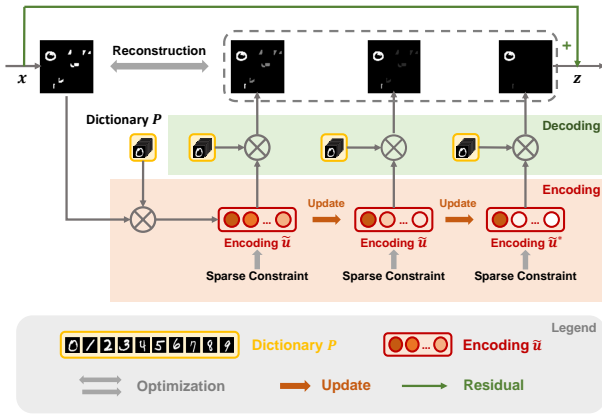 x
Reconstruction
+
z
Dictionary P
Decoding
Encoding
Update
Update
... ... ...
Encoding ũ Encoding ũ Encoding ũ*
Sparse Constraint Sparse Constraint Sparse Constraint
Legend
0 1 2 3 4 5 6 7 8 9 Dictionary P ... Encoding ũ
Optimization Update Residual